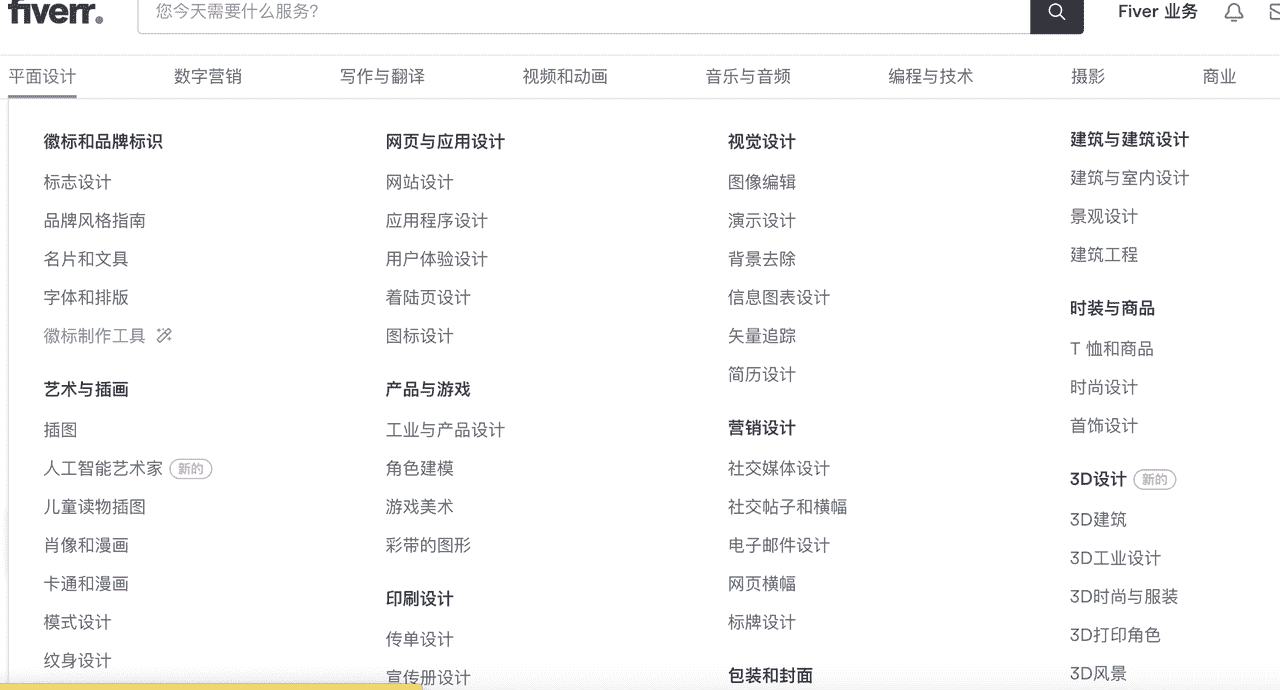 fiverr.
您今天需要什么服务?
Fiver 业务
平面设计
数字营销
写作与翻译
视频和动画
音乐与音频
编程与技术
摄影
商业
徽标和品牌标识
标志设计
品牌风格指南
名片和文具
字体和排版
徽标制作工具
艺术与插画
插图
人工智能艺术家 新的
儿童读物插图
肖像和漫画
卡通和漫画
模式设计
纹身设计
网页与应用设计
网站设计
应用程序设计
用户体验设计
着陆页设计
图标设计
产品与游戏
工业与产品设计
角色建模
游戏美术
彩带的图形
印刷设计
传单设计
宣传册设计
视觉设计
图像编辑
演示设计
背景去除
信息图表设计
矢量追踪
简历设计
营销设计
社交媒体设计
社交帖子和横幅
电子邮件设计
网页横幅
标牌设计
包装和封面
建筑与建筑设计
建筑与室内设计
景观设计
建筑工程
时装与商品
T 恤和商品
时尚设计
首饰设计
3D设计 新的
3D建筑
3D工业设计
3D时尚与服装
3D打印角色
3D风景